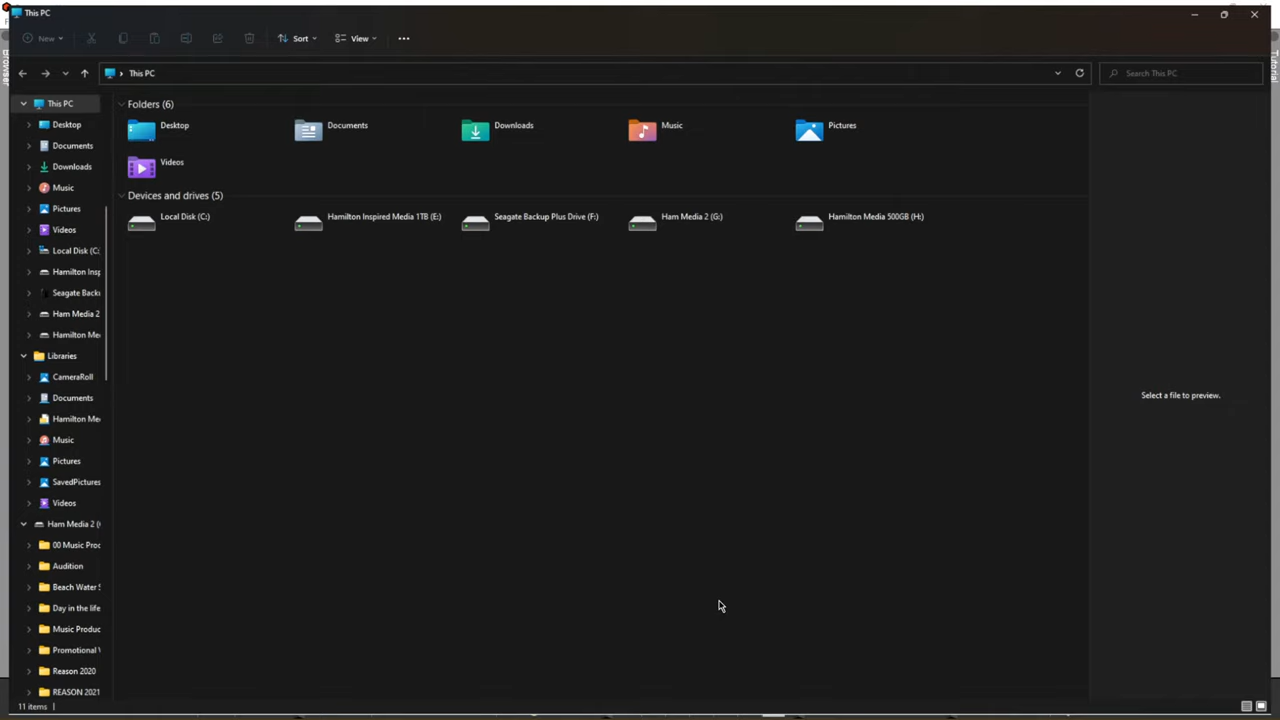 This PC
New
Sort
View
This PC
Search This PC
This PC
Desktop
Documents
Downloads
Music
Pictures
Videos
Local Disk (C:
Hamilton Insp
Seagate Back
Ham Media 2
Hamilton Me
Libraries
CameraRoll
Documents
Hamilton Me
Music
Pictures
SavedPictures
Videos
Ham Media 2 (
00 Music Proc
Audition
Beach Water S
Day in the life
Music Produc
Promotional V
Reason 2020
REASON 2021
Folders (6)
Desktop
Documents
Downloads
Music
Pictures
Videos
Devices and drives (5)
Local Disk (C:)
Hamilton Inspired Media 1TB (E:)
Seagate Backup Plus Drive (F:)
Ham Media 2 (G:)
Hamilton Media 500GB (H:)
Select a file to preview.
11 items
Browser
Tutorial